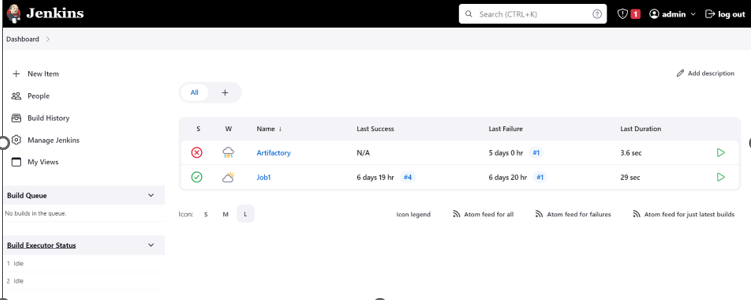 Jenkins
Search (CTRL+K)
1
admin
log out
Dashboard
New Item
People
Build History
Manage Jenkins
My Views
Build Queue
No builds in the queue.
Build Executor Status
1 Idle
2 Idle
Add description
All +
S W Name ↓ Last Success Last Failure Last Duration
Artifactory N/A 5 days 0 hr #1 3.6 sec
Job1 6 days 19 hr #4 6 days 20 hr #1 29 sec
Icon: S M L
Icon legend Atom feed for all Atom feed for failures Atom feed for just latest builds